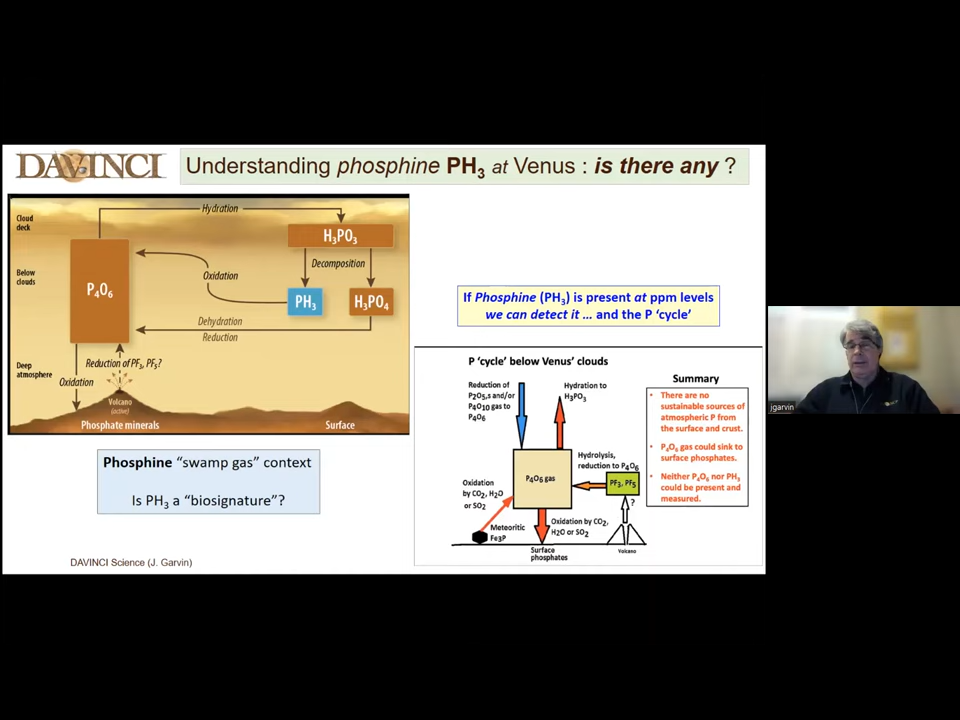 DAVINCI
Understanding phosphine PH₃ at Venus : is there any ?
Cloud
deck
Hydration
H₃PO₃
Below
clouds
P₄O₆
Oxidation
Decomposition
PH₃
H₃PO₄
Dehydration
Reduction
Deep
atmosphere
Reduction of PF₃, PF₅?
Oxidation
Volcano
(active)
Phosphate minerals
Surface
Phosphine “swamp gas” context
Is PH₃ a “biosignature”?
DAVINCI Science (J. Garvin)
If Phosphine (PH₃) is present at ppm levels
we can detect it ... and the P ‘cycle’
P ‘cycle’ below Venus’ clouds
Reduction of
P₂O₅,s and/or
P₄O₁₀ gas to
P₄O₆
Hydration to
H₃PO₃
P₄O₆ gas
Hydrolysis,
reduction to P₄O₆
PF₃, PF₅
Oxidation
by CO₂, H₂O
or SO₂
?
Meteoritic
Fe3P
Oxidation by CO₂,
H₂O or SO₂
Surface
phosphates
Volcano
Summary
• There are no
sustainable sources of
atmospheric P from
the surface and crust.
• P₄O₆ gas could sink to
surface phosphates.
• Neither P₄O₆ nor PH₃
could be present and
measured.
jgarvin